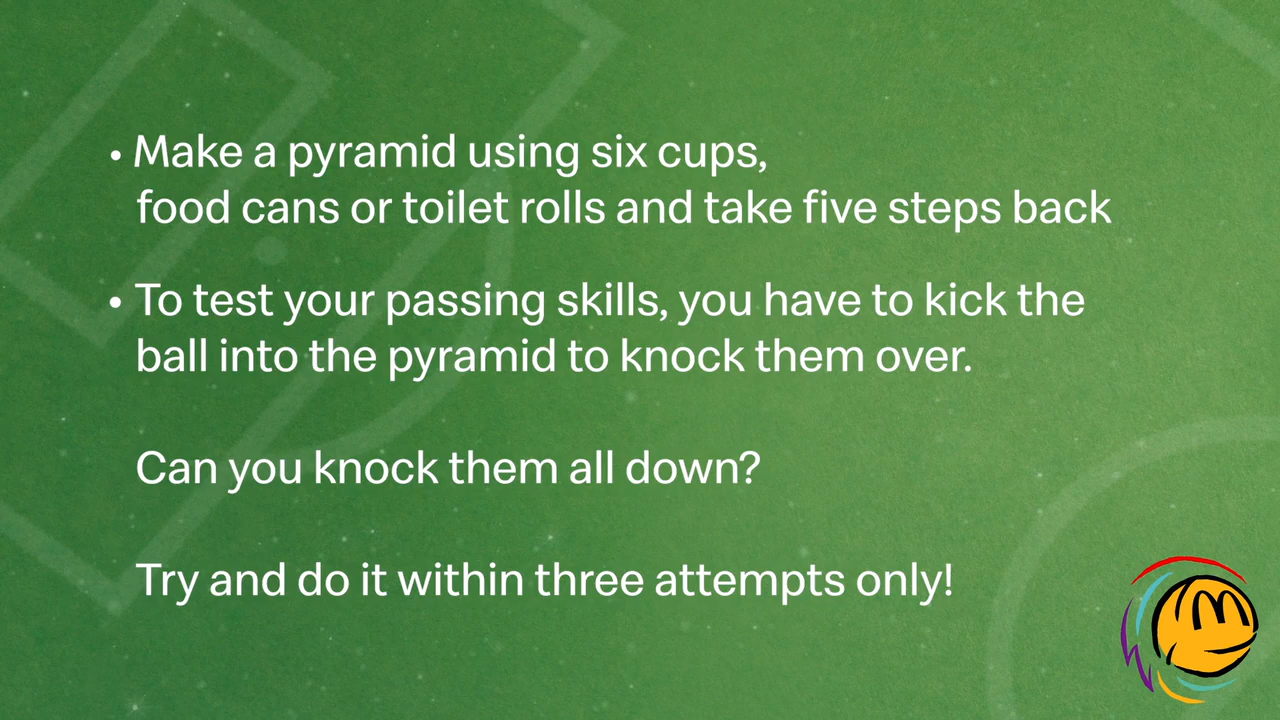 • Make a pyramid using six cups,
food cans or toilet rolls and take five steps back
• To test your passing skills, you have to kick the
ball into the pyramid to knock them over.
Can you knock them all down?
Try and do it within three attempts only!